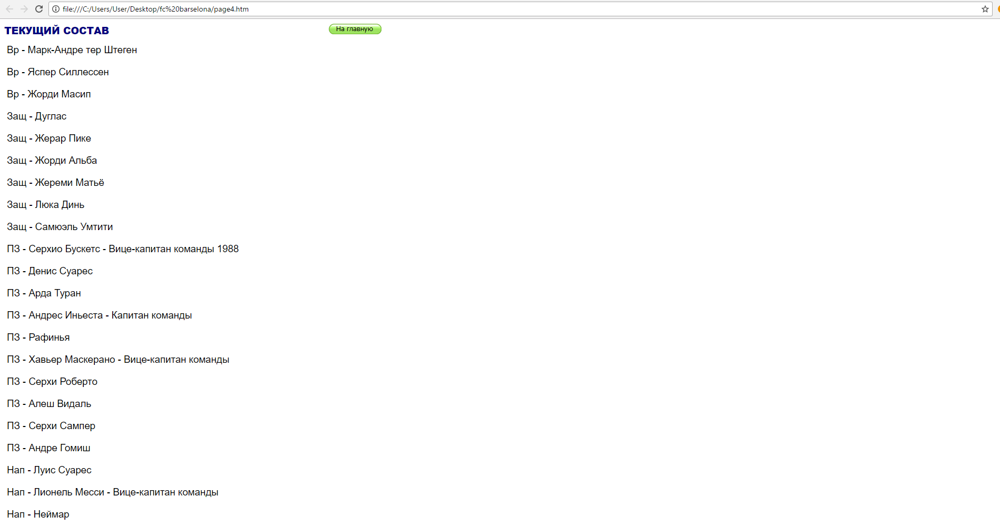 file:///C:/Users/User/Desktop/fc%20barselona/page4.htm
ТЕКУЩИЙ СОСТАВ
На главную
Вр - Марк-Андре тер Штеген
Вр - Яспер Силлессен
Вр - Жорди Масип
Защ - Дуглас
Защ - Жерар Пике
Защ - Жорди Альба
Защ - Жереми Матьё
Защ - Люка Динь
Защ - Самюэль Умтити
ПЗ - Серхио Бускетс - Вице-капитан команды 1988
ПЗ - Денис Суарес
ПЗ - Арда Туран
ПЗ - Андрес Иньеста - Капитан команды
ПЗ - Рафинья
ПЗ - Хавьер Маскерано - Вице-капитан команды
ПЗ - Серхи Роберто
ПЗ - Алеш Видаль
ПЗ - Серхи Сампер
ПЗ - Андре Гомиш
Нап - Луис Суарес
Нап - Лионель Месси - Вице-капитан команды
Нап - Неймар